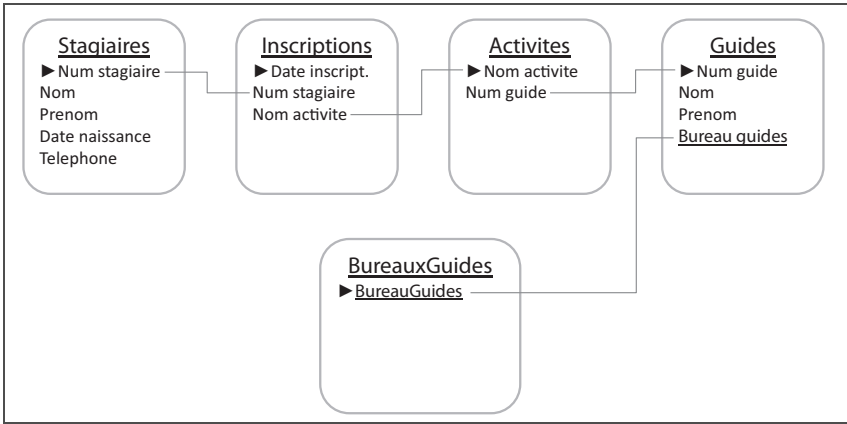 Stagiaires
►Num stagiaire
Nom
Prenom
Date naissance
Telephone
Inscriptions
►Date inscript.
Num stagiaire
Nom activite
Activites
►Nom activite
Num guide
Guides
►Num guide
Nom
Prenom
Bureau guides
BureauxGuides
►BureauGuides